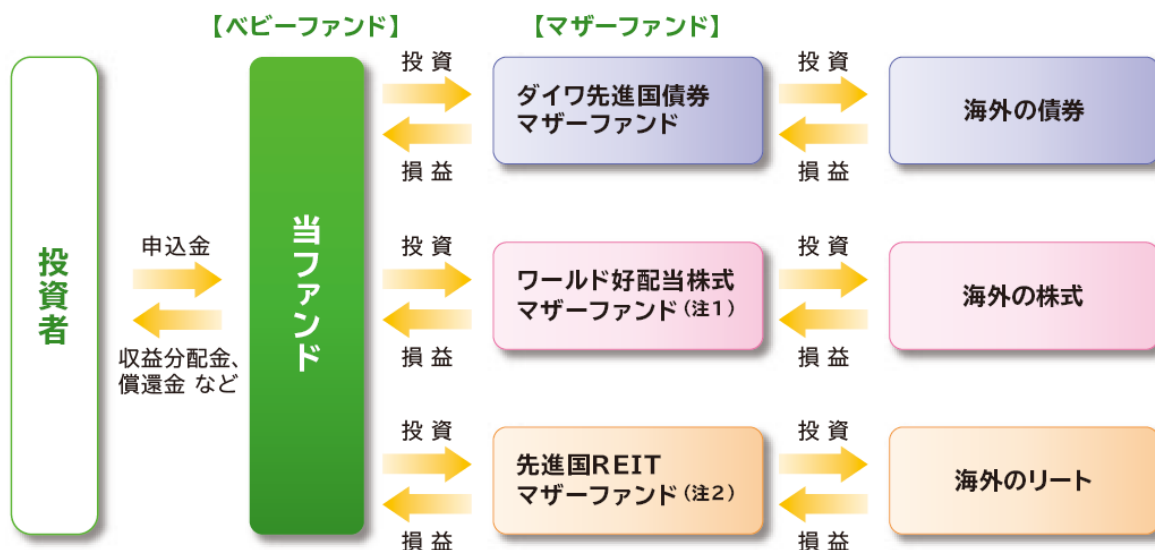 【ベビーファンド】
【マザーファンド】
投資者
申込金
収益分配金、
償還金 など
当ファンド
投 資
損 益
ダイワ先進国債券
マザーファンド
投 資
損 益
海外の債券
投 資
損 益
ワールド好配当株式
マザーファンド（注1）
投 資
損 益
海外の株式
投 資
損 益
先進国REIT
マザーファンド（注2）
投 資
損 益
海外のリート